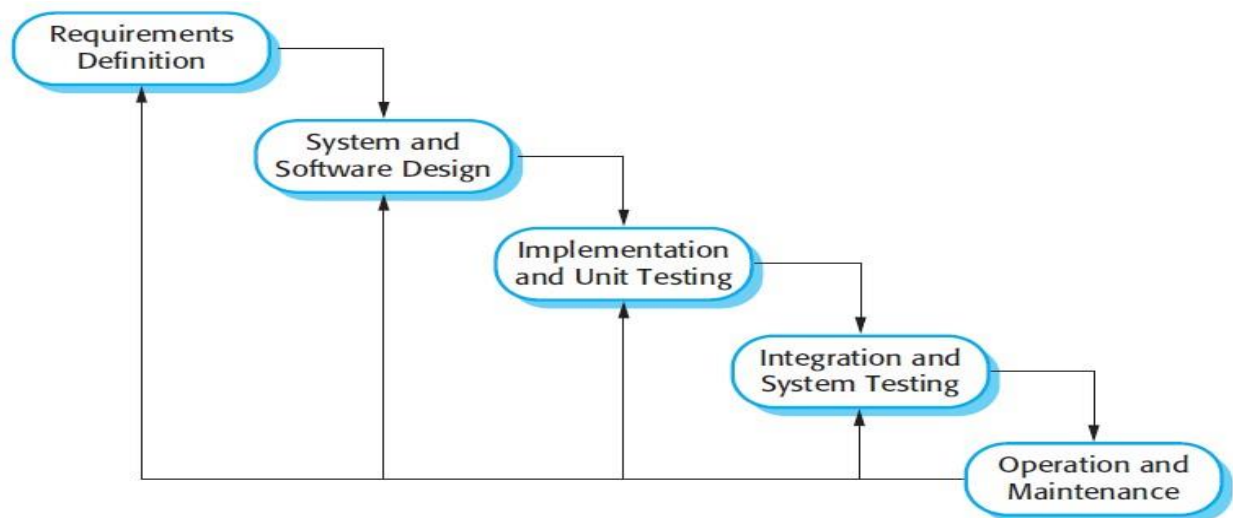 Requirements
Definition
System and
Software Design
Implementation
and Unit Testing
Integration and
System Testing
Operation and
Maintenance